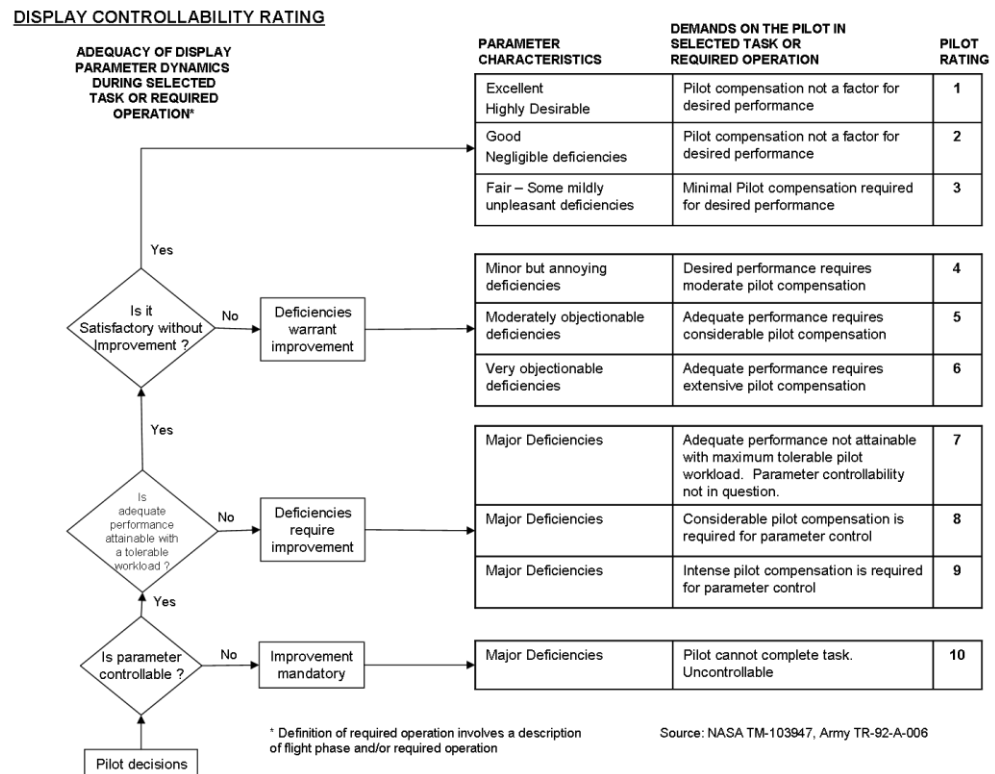 DISPLAY CONTROLLABILITY RATING
ADEQUACY OF DISPLAY
PARAMETER DYNAMICS
DURING SELECTED
TASK OR REQUIRED
OPERATION*
PARAMETER
CHARACTERISTICS
DEMANDS ON THE PILOT IN
SELECTED TASK OR
REQUIRED OPERATION
PILOT
RATING
Excellent
Highly Desirable
Pilot compensation not a factor for
desired performance
1
Good
Negligible deficiencies
Pilot compensation not a factor for
desired performance
2
Fair – Some mildly
unpleasant deficiencies
Minimal Pilot compensation required
for desired performance
3
Yes
Is it
Satisfactory without
Improvement ?
No
Deficiencies
warrant
improvement
Minor but annoying
deficiencies
Desired performance requires
moderate pilot compensation
4
Moderately objectionable
deficiencies
Adequate performance requires
considerable pilot compensation
5
Very objectionable
deficiencies
Adequate performance requires
extensive pilot compensation
6
Yes
Is
adequate
performance
attainable with
a tolerable
workload ?
No
Deficiencies
require
improvement
Major Deficiencies
Adequate performance not attainable
with maximum tolerable pilot
workload. Parameter controllability
not in question.
7
Major Deficiencies
Considerable pilot compensation is
required for parameter control
8
Major Deficiencies
Intense pilot compensation is required
for parameter control
9
Yes
Is parameter
controllable ?
No
Improvement
mandatory
Major Deficiencies
Pilot cannot complete task.
Uncontrollable
10
Pilot decisions
* Definition of required operation involves a description
of flight phase and/or required operation
Source: NASA TM-103947, Army TR-92-A-006